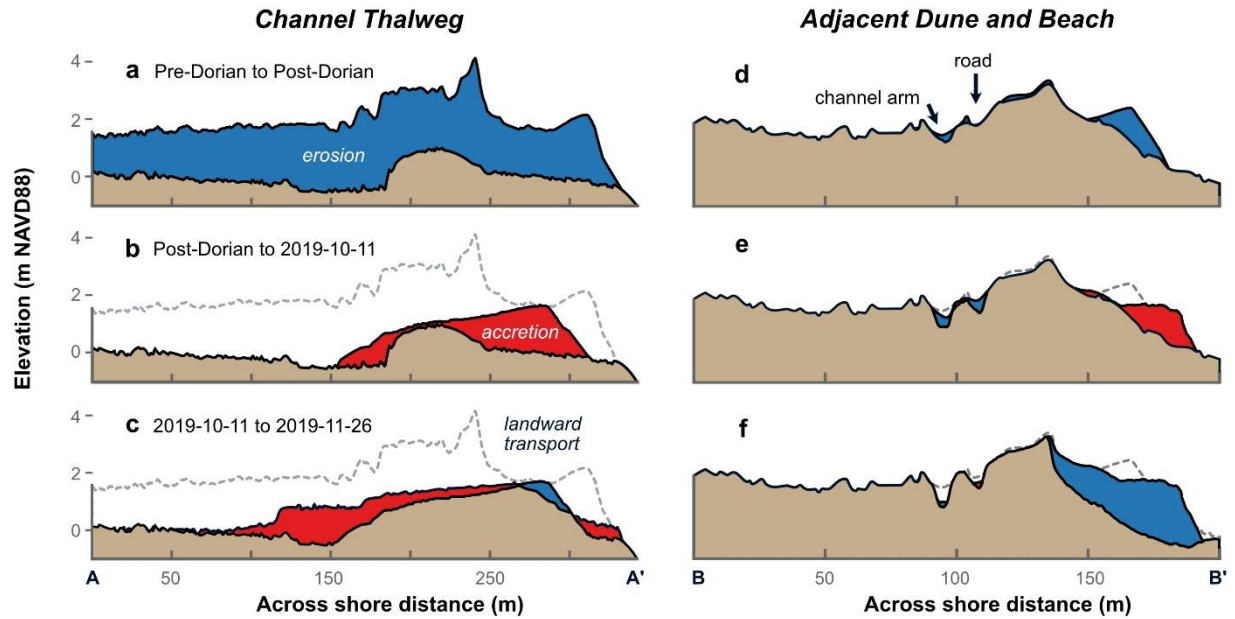 Channel Thalweg
Adjacent Dune and Beach
Elevation (m NAVD88)
4
2
0
a Pre-Dorian to Post-Dorian
erosion
d
channel arm
road
4
2
0
b Post-Dorian to 2019-10-11
accretion
e
4
2
0
c 2019-10-11 to 2019-11-26
landward
transport
f
A 50 150 250 A'
Across shore distance (m)
B 50 100 150 B'
Across shore distance (m)